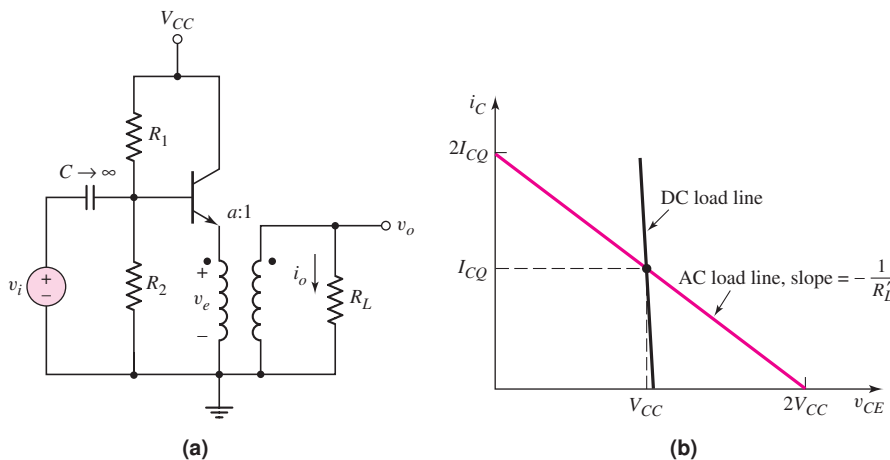 V_CC
R_1
C → ∞
a:1
v_o
v_i
+
−
R_2
+
v_e
−
i_o
R_L
(a)
i_C
2I_CQ
DC load line
I_CQ
AC load line, slope = − 1/R′_L
V_CC
2V_CC
v_CE
(b)